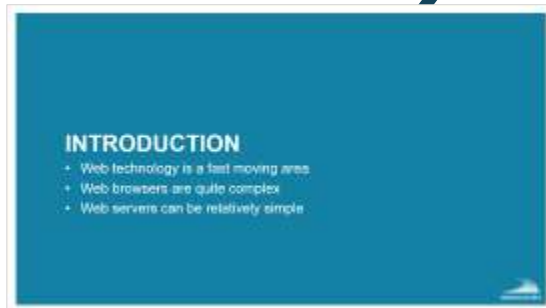 INTRODUCTION
• Web technology is a fast moving area
• Web browsers are quite complex
• Web servers can be relatively simple